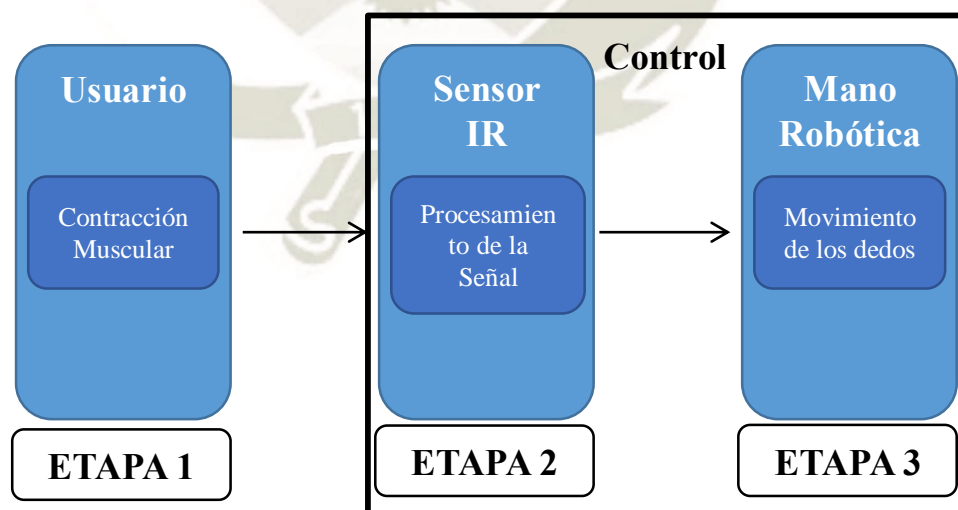 Usuario
Contracción
Muscular
ETAPA 1
Control
Sensor
IR
Procesamien
to de la
Señal
ETAPA 2
Mano
Robótica
Movimiento
de los dedos
ETAPA 3